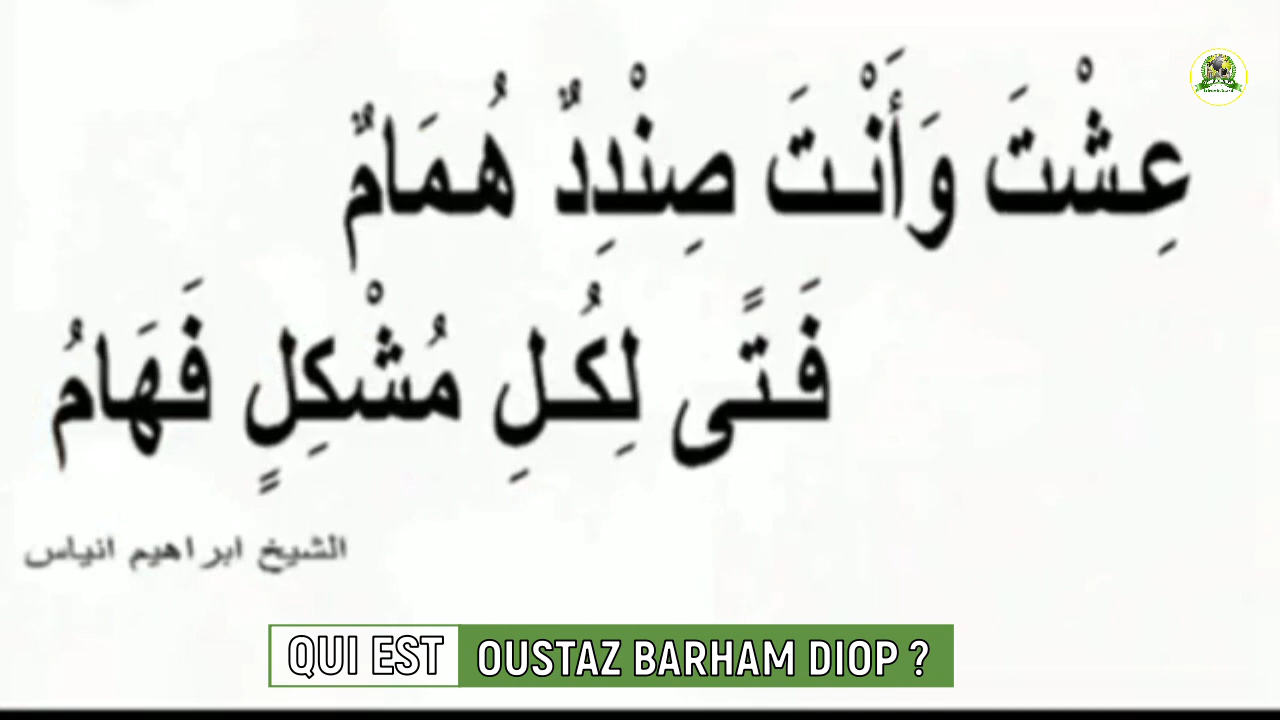 عِشْتَ وَأَنْتَ صِنْدِدٌ هُمَامٌ
فَتًى لِكُلِ مُشْكِلٍ فَهَامُ
الشيخ ابراهيم انياس
QUI EST OUSTAZ BARHAM DIOP ?